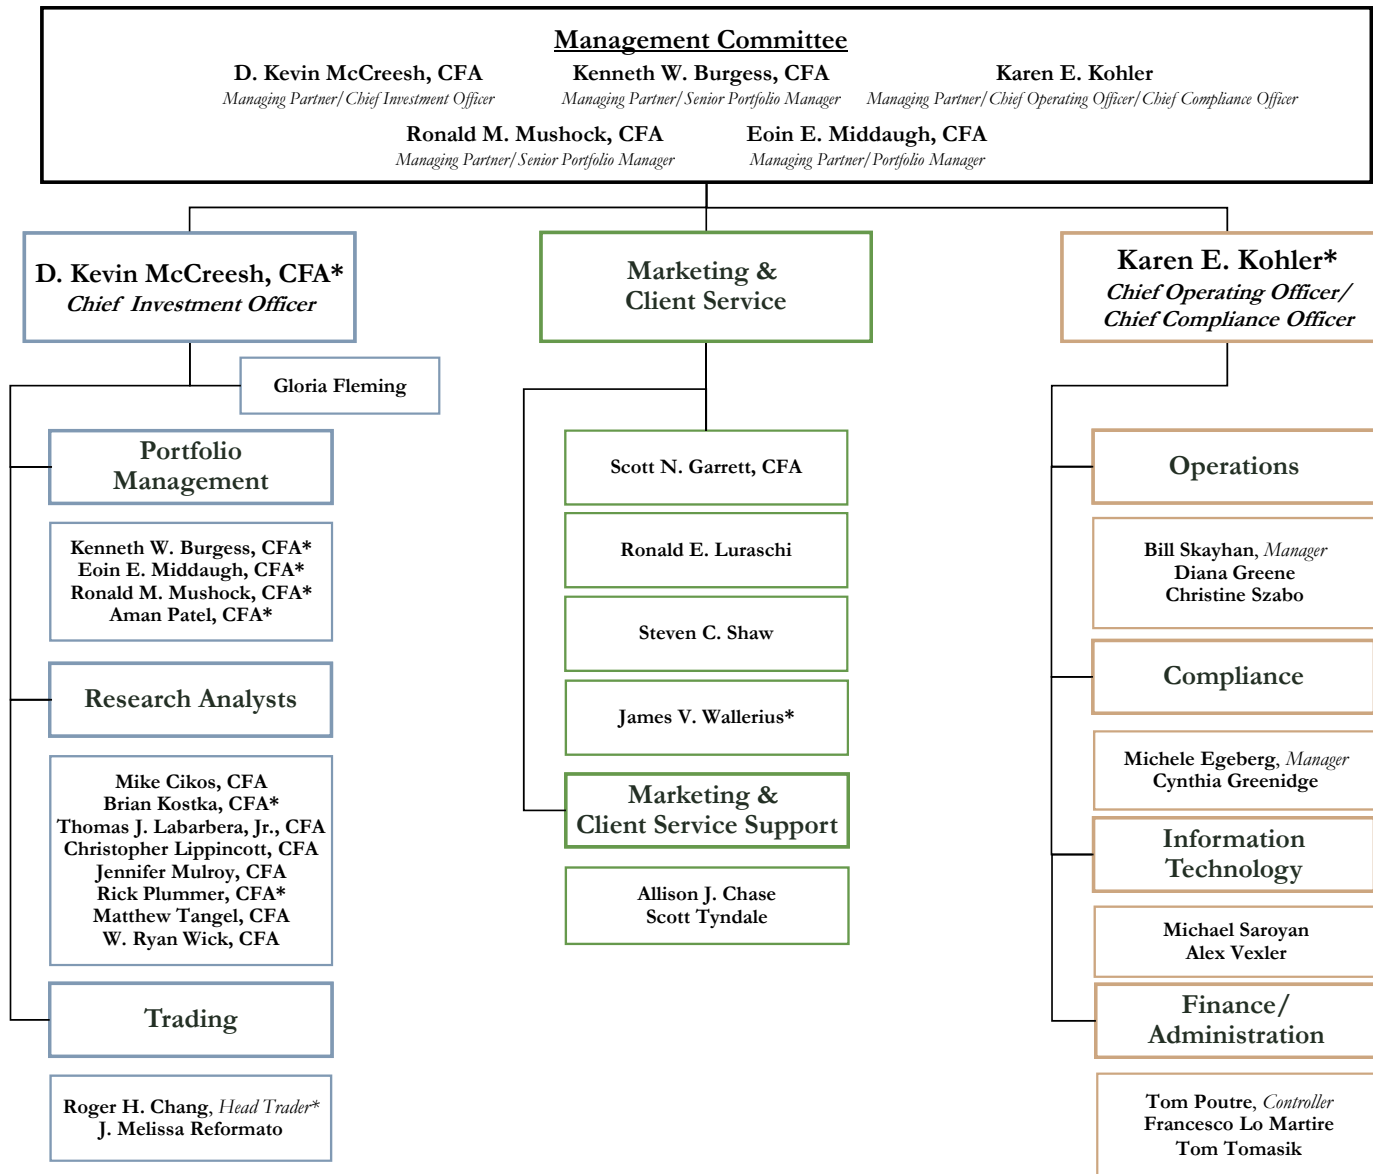 Management Committee
D. Kevin McCreesh, CFA
Managing Partner/Chief Investment Officer
Kenneth W. Burgess, CFA
Managing Partner/Senior Portfolio Manager
Karen E. Kohler
Managing Partner/Chief Operating Officer/Chief Compliance Officer
Ronald M. Mushock, CFA
Managing Partner/Senior Portfolio Manager
Eoin E. Middaugh, CFA
Managing Partner/Portfolio Manager
D. Kevin McCreesh, CFA*
Chief Investment Officer
Gloria Fleming
Portfolio
Management
Kenneth W. Burgess, CFA*
Eoin E. Middaugh, CFA*
Ronald M. Mushock, CFA*
Aman Patel, CFA*
Research Analysts
Mike Cikos, CFA
Brian Kostka, CFA*
Thomas J. Labarbera, Jr., CFA
Christopher Lippincott, CFA
Jennifer Mulroy, CFA
Rick Plummer, CFA*
Matthew Tangel, CFA
W. Ryan Wick, CFA
Trading
Roger H. Chang, Head Trader*
J. Melissa Reformato
Marketing &
Client Service
Scott N. Garrett, CFA
Ronald E. Luraschi
Steven C. Shaw
James V. Wallerius*
Marketing &
Client Service Support
Allison J. Chase
Scott Tyndale
Karen E. Kohler*
Chief Operating Officer/
Chief Compliance Officer
Operations
Bill Skayhan, Manager
Diana Greene
Christine Szabo
Compliance
Michele Egeberg, Manager
Cynthia Greenidge
Information
Technology
Michael Saroyan
Alex Vexler
Finance/
Administration
Tom Poutre, Controller
Francesco Lo Martire
Tom Tomasik